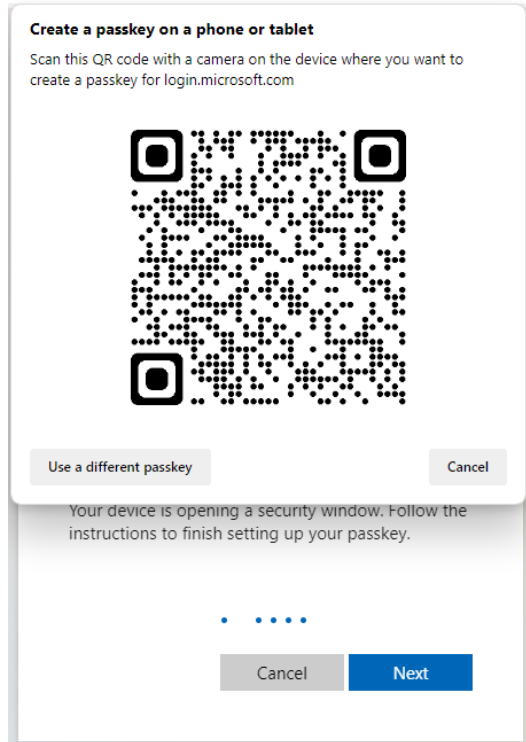 Create a passkey on a phone or tablet
Scan this QR code with a camera on the device where you want to
create a passkey for login.microsoft.com
Use a different passkey
Cancel
Your device is opening a security window. Follow the
instructions to finish setting up your passkey.
Cancel
Next